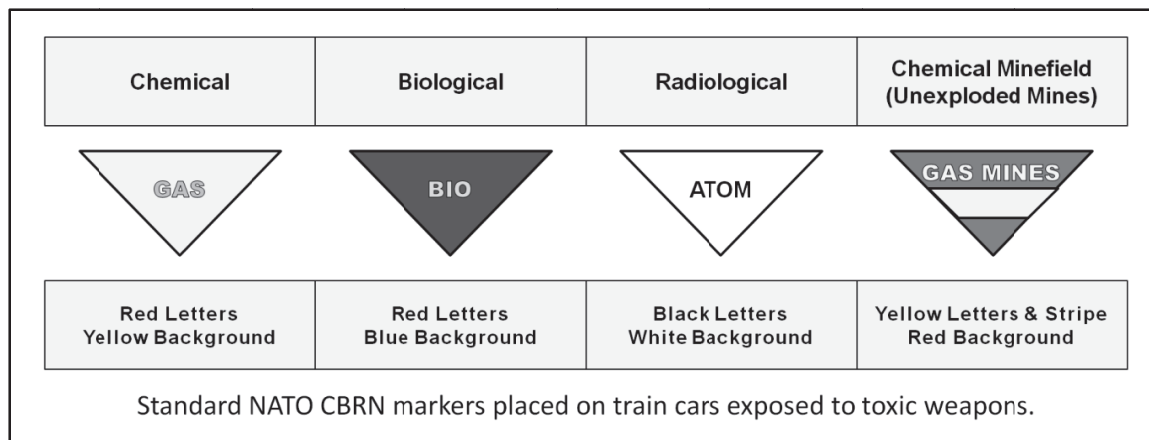 Chemical
Biological
Radiological
Chemical Minefield
(Unexploded Mines)
GAS
BIO
ATOM
GAS MINES
Red Letters
Yellow Background
Red Letters
Blue Background
Black Letters
White Background
Yellow Letters & Stripe
Red Background
Standard NATO CBRN markers placed on train cars exposed to toxic weapons.